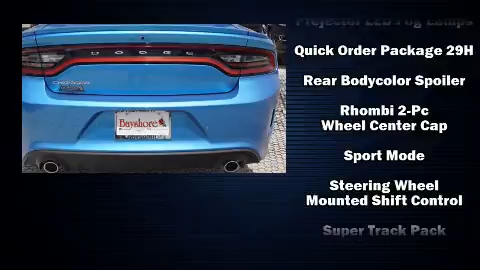 Projector LED Fog Lamps
Quick Order Package 29H
Rear Bodycolor Spoiler
Rhombi 2-Pc
Wheel Center Cap
Sport Mode
Steering Wheel
Mounted Shift Control
Super Track Pack
DODGE
CHARGER
Bayshore